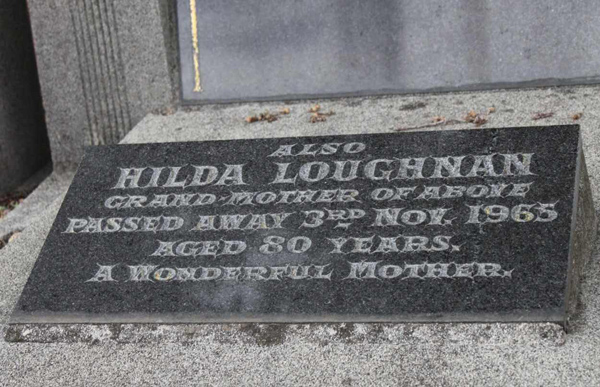 ALSO
HILDA LOUGHNAN
GRAND-MOTHER OF ABOVE
PASSED AWAY 3RD NOV. 1965
AGED 80 YEARS.
A WONDERFUL MOTHER.